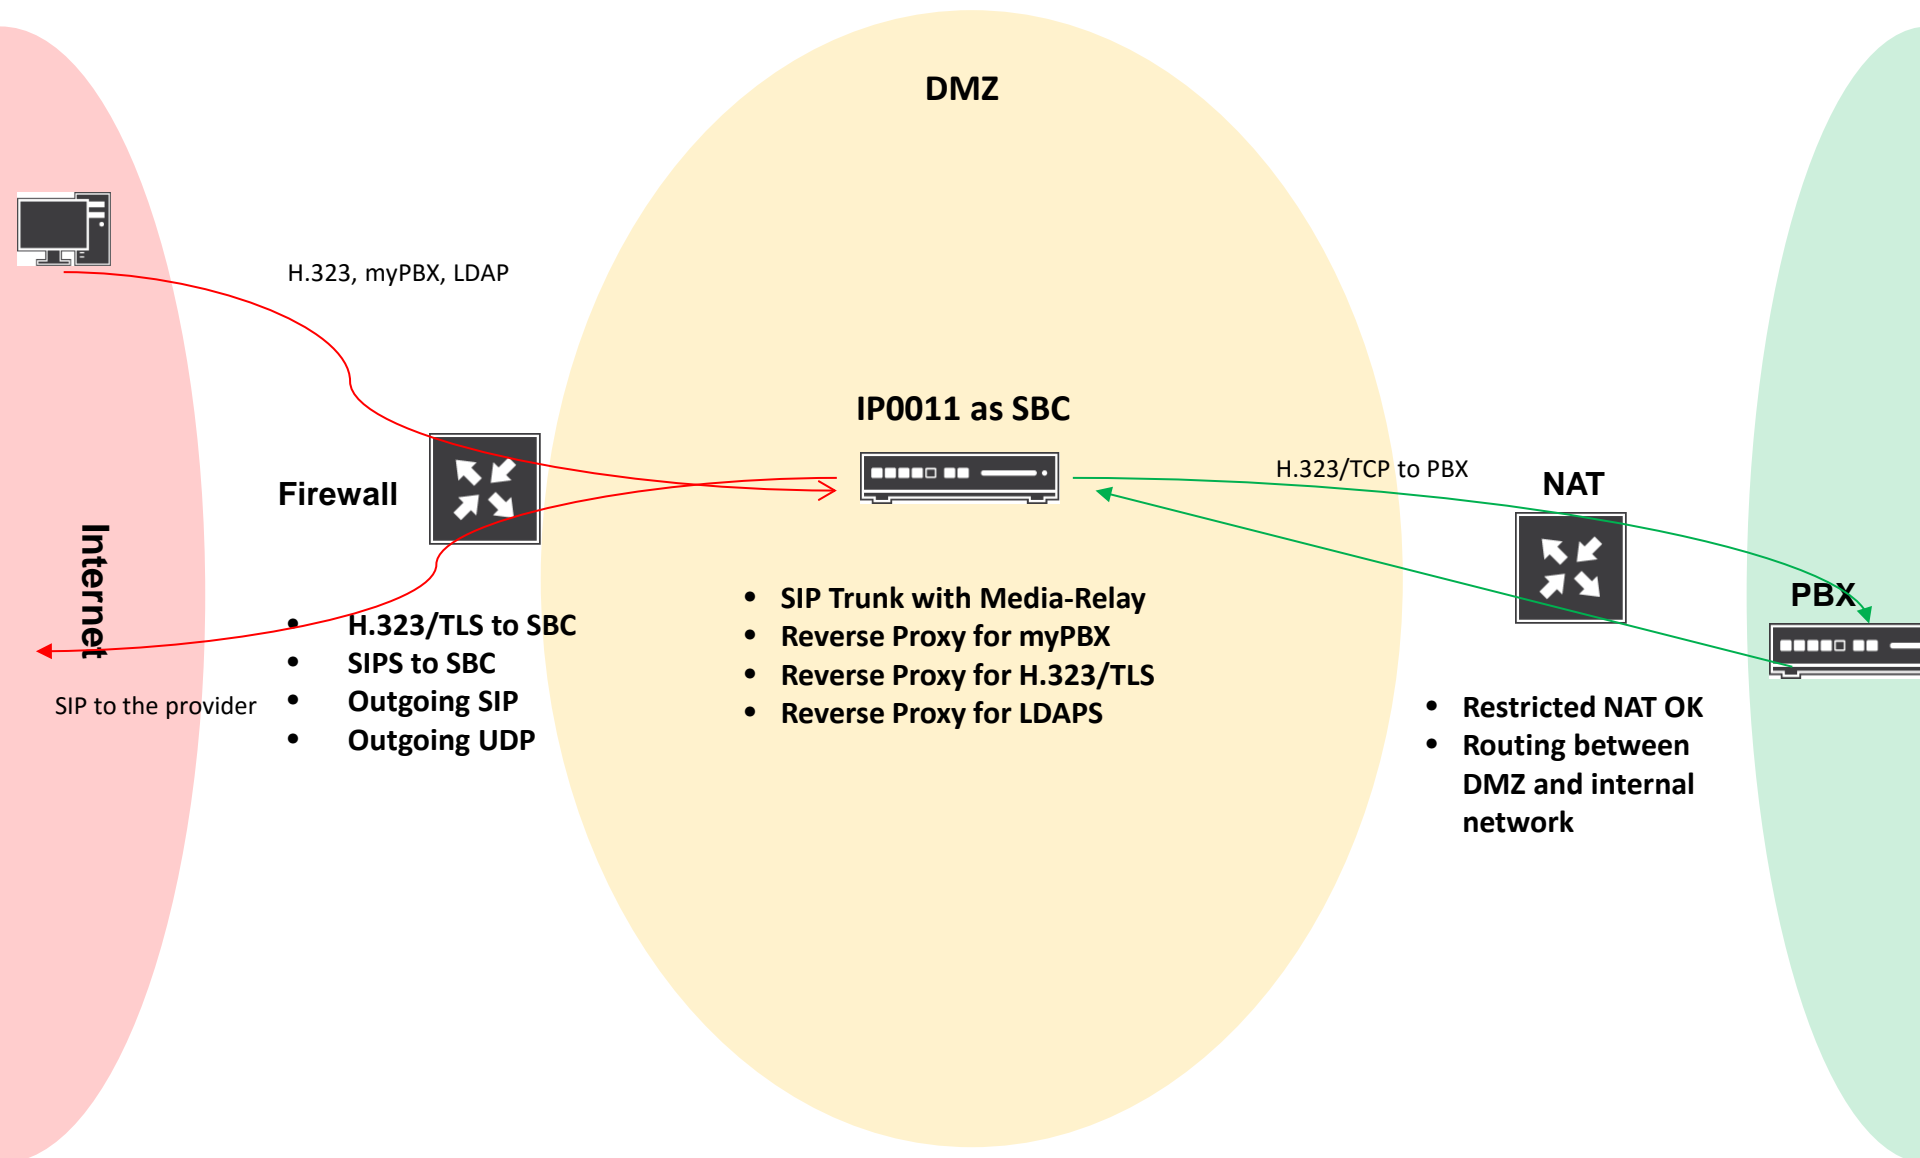 DMZ
H.323, myPBX, LDAP
IP0011 as SBC
H.323/TCP to PBX
NAT
Firewall
Internet
PBX
• H.323/TLS to SBC
• SIPS to SBC
• Outgoing SIP
• Outgoing UDP
SIP to the provider
• SIP Trunk with Media-Relay
• Reverse Proxy for myPBX
• Reverse Proxy for H.323/TLS
• Reverse Proxy for LDAPS
• Restricted NAT OK
• Routing between
DMZ and internal
network